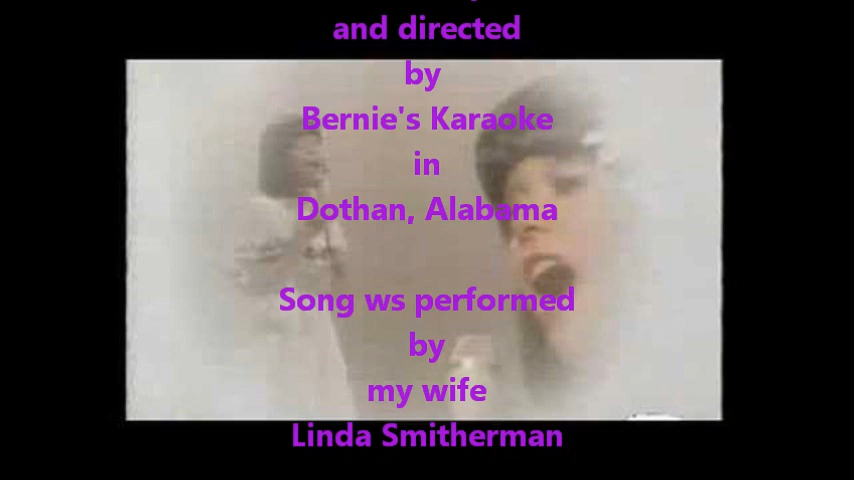 and directed
by
Bernie's Karaoke
in
Dothan, Alabama
Song ws performed
by
my wife
Linda Smitherman